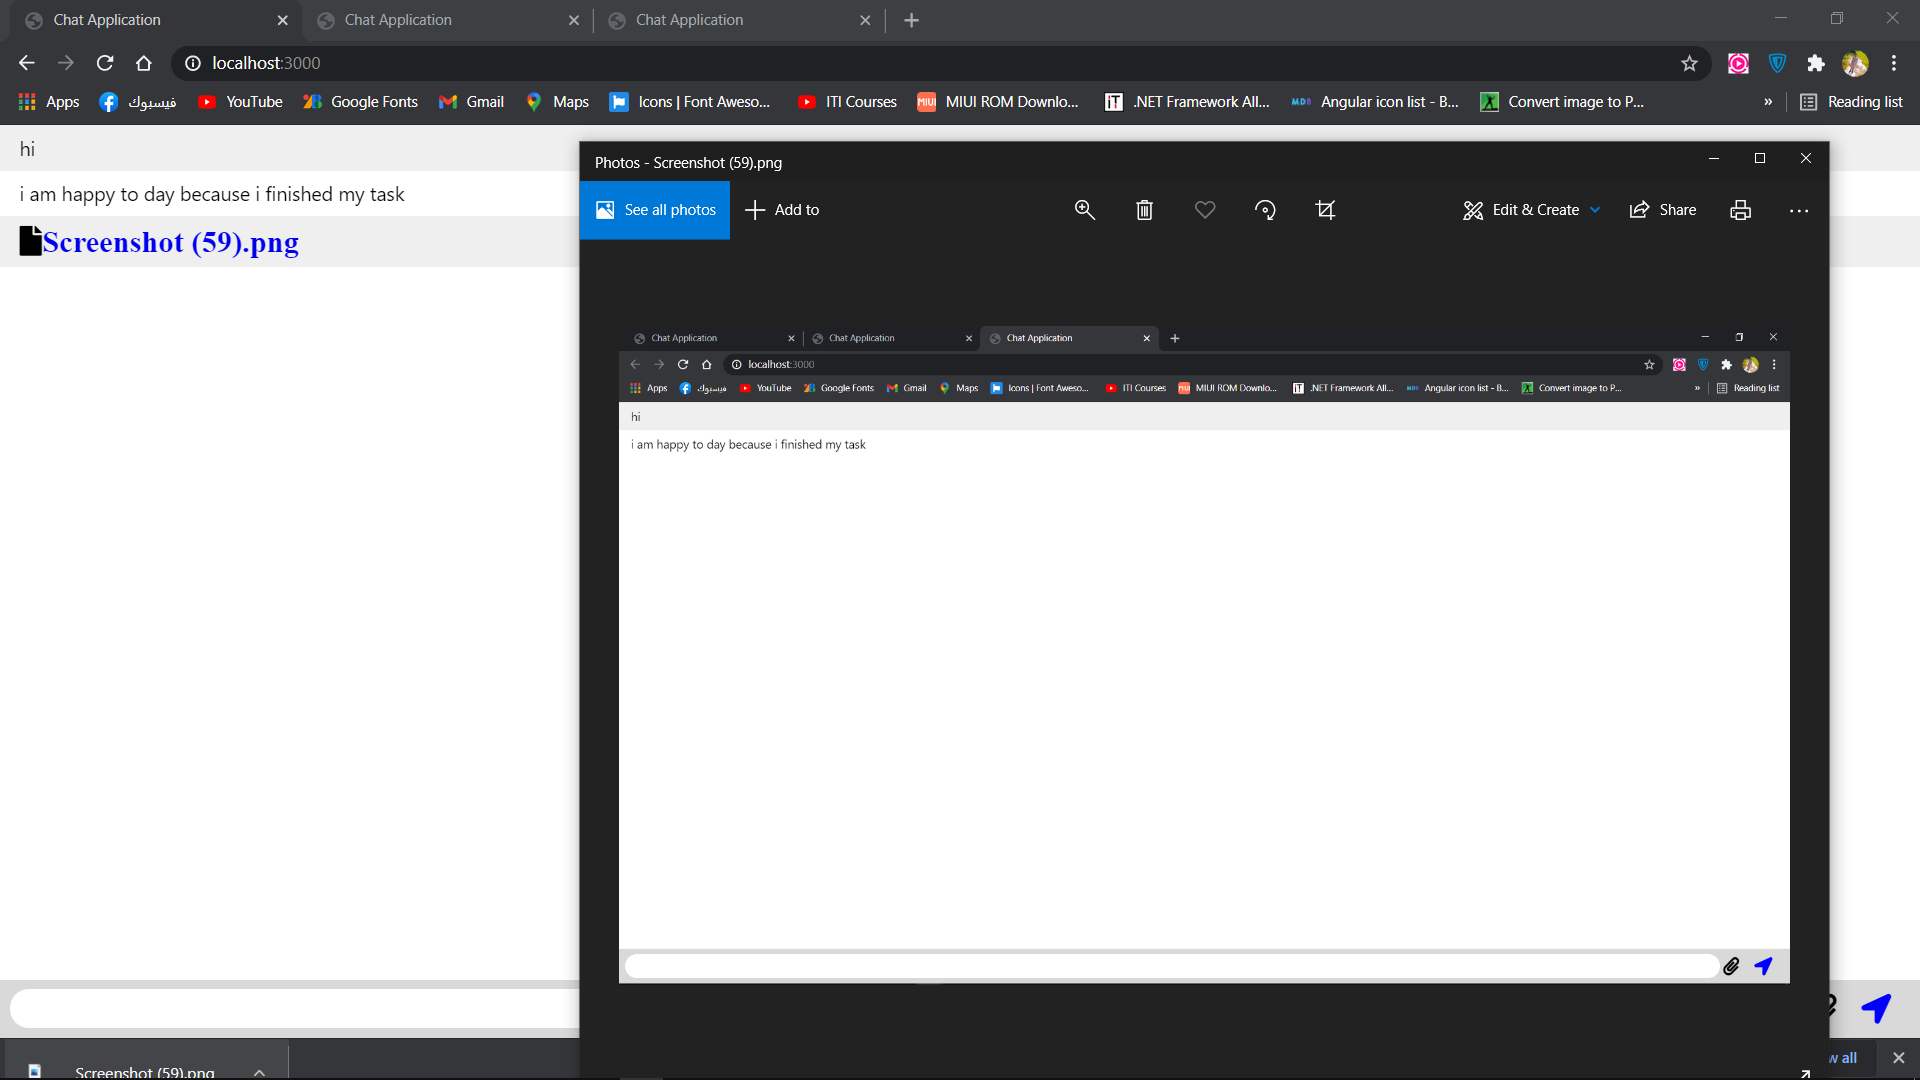 Chat Application
Chat Application
Chat Application
localhost:3000
Apps
فيسبوك
YouTube
Google Fonts
Gmail
Maps
Icons | Font Aweso...
ITI Courses
MIUI ROM Downlo...
.NET Framework All...
Angular icon list - B...
Convert image to P...
»
Reading list
hi
i am happy to day because i finished my task
Screenshot (59).png
Photos - Screenshot (59).png
See all photos
Add to
Edit & Create
Share
Chat Application
Chat Application
Chat Application
localhost:3000
Apps
فيسبوك
YouTube
Google Fonts
Gmail
Maps
Icons | Font Aweso...
ITI Courses
MIUI ROM Downlo...
.NET Framework All...
Angular icon list - B...
Convert image to P...
»
Reading list
hi
i am happy to day because i finished my task
Screenshot (59).png
w all